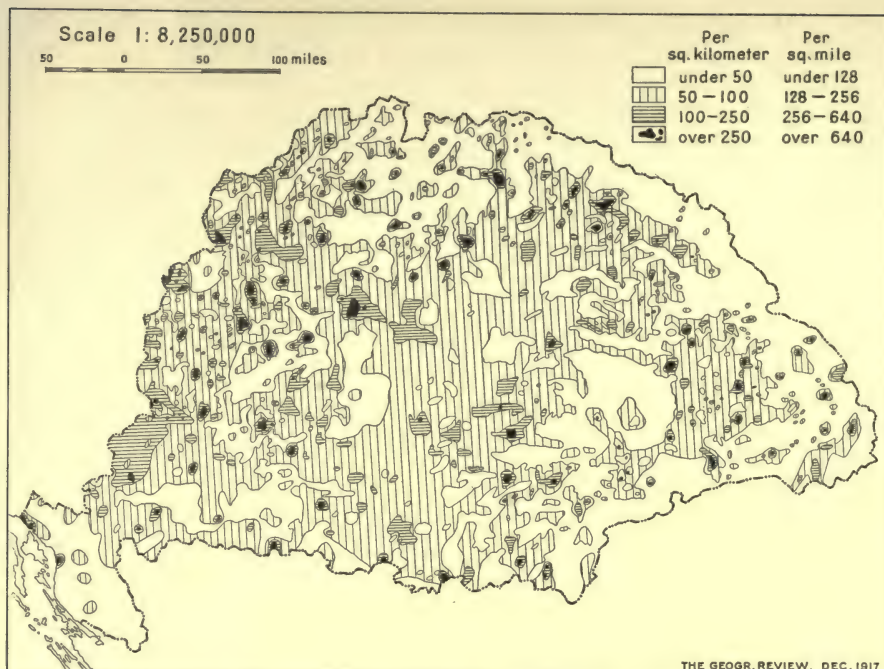 Scale 1: 8,250,000
50 0 50 100 miles
Per Per
sq. kilometer sq. mile
under 50 under 128
50—100 128—256
100-250 256-640
over 250 over 640
THE GEOGR. REVIEW, DEC. 1917